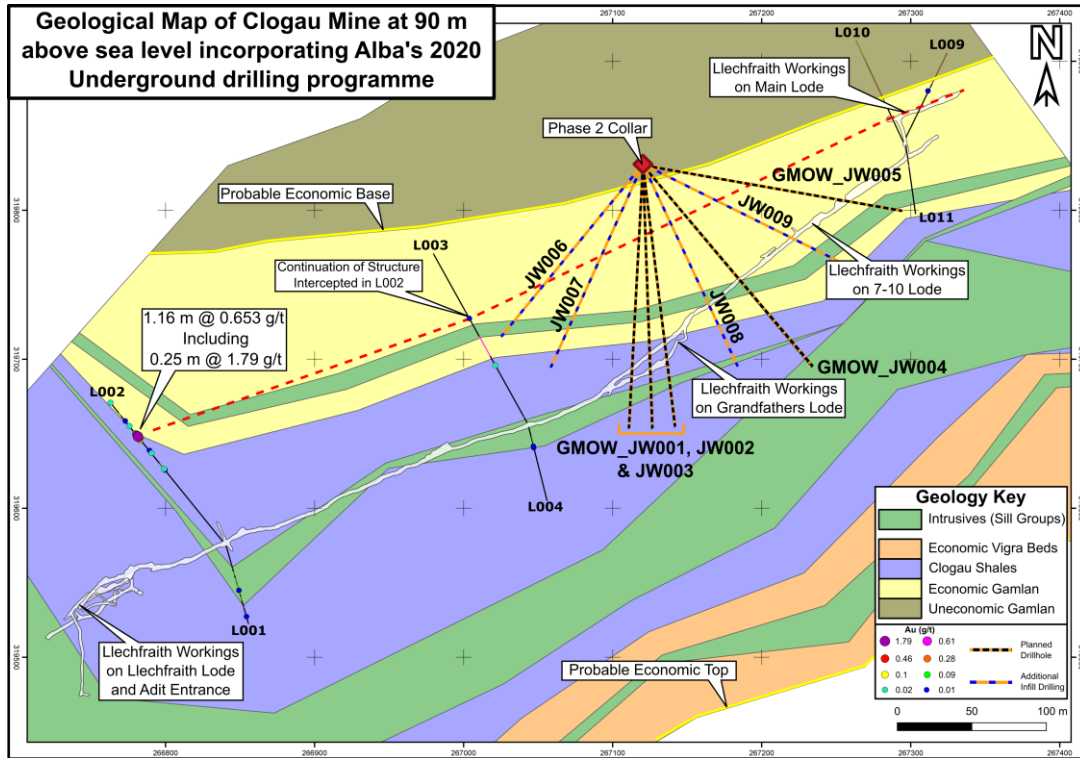 Geological Map of Clogau Mine at 90 m
above sea level incorporating Alba's 2020
Underground drilling programme
267100
267200
267300
267400
N
L010
L009
Llechfraith Workings
on Main Lode
Phase 2 Collar
GMOW_JW005
Probable Economic Base
JW009
L011
319800
L003
JW006
Continuation of Structure
Intercepted in L002
JW007
Llechfraith Workings
on 7-10 Lode
1.16 m @ 0.653 g/t
Including
0.25 m @ 1.79 g/t
JW008
319700
GMOW_JW004
L002
Llechfraith Workings
on Grandfathers Lode
GMOW_JW001, JW002
& JW003
L004
319600
L001
Llechfraith Workings
on Llechfraith Lode
and Adit Entrance
319500
Probable Economic Top
Geology Key
Intrusives (Sill Groups)
Economic Vigra Beds
Clogau Shales
Economic Gamlan
Uneconomic Gamlan
Au (g/t)
1.79
0.61
0.46
0.28
0.1
0.09
0.02
0.01
Planned
Drillhole
Additional
Infill Drilling
0
50
100 m
266800
266900
267000
267100
267200
267300
267400